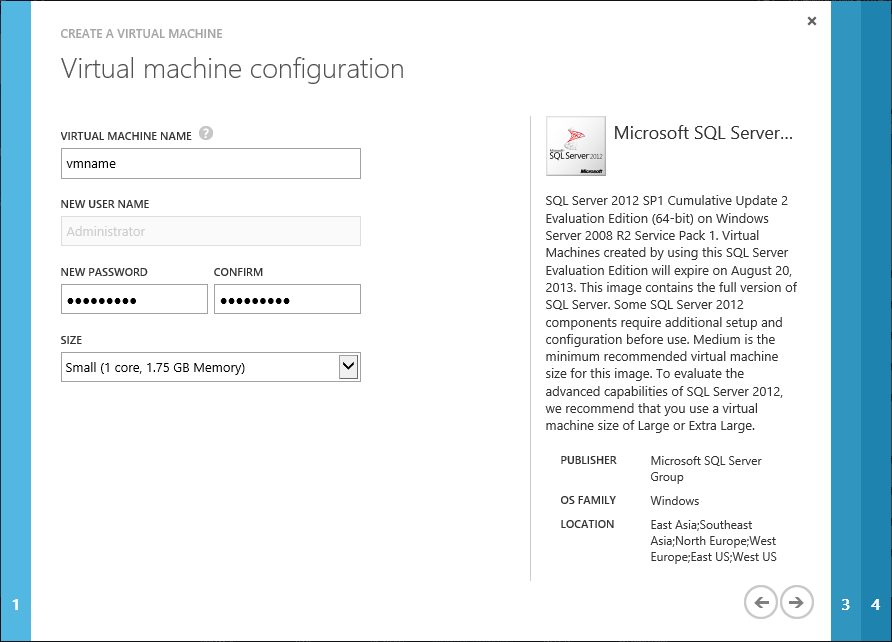 CREATE A VIRTUAL MACHINE
Virtual machine configuration
VIRTUAL MACHINE NAME ?
vmname
NEW USER NAME
Administrator
NEW PASSWORD CONFIRM
●●●●●●●●● ●●●●●●●●●
SIZE
Small (1 core, 1.75 GB Memory)
Microsoft
SQL Server 2012
Microsoft
Microsoft SQL Server...
SQL Server 2012 SP1 Cumulative Update 2
Evaluation Edition (64-bit) on Windows
Server 2008 R2 Service Pack 1. Virtual
Machines created by using this SQL Server
Evaluation Edition will expire on August 20,
2013. This image contains the full version of
SQL Server. Some SQL Server 2012
components require additional setup and
configuration before use. Medium is the
minimum recommended virtual machine
size for this image. To evaluate the
advanced capabilities of SQL Server 2012,
we recommend that you use a virtual
machine size of Large or Extra Large.
PUBLISHER Microsoft SQL Server
Group
OS FAMILY Windows
LOCATION East Asia;Southeast
Asia;North Europe;West
Europe;East US;West US
1 3 4